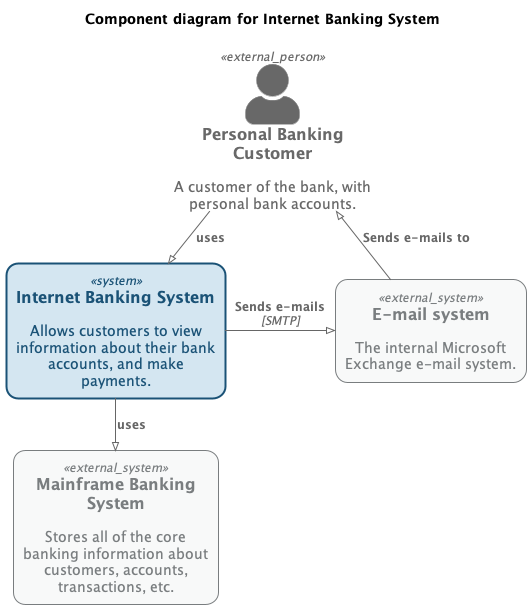 Component diagram for Internet Banking System
«external_person»
Personal Banking
Customer
A customer of the bank, with
personal bank accounts.
uses
Sends e-mails to
«system»
Internet Banking System
Allows customers to view
information about their bank
accounts, and make
payments.
Sends e-mails
[SMTP]
«external_system»
E-mail system
The internal Microsoft
Exchange e-mail system.
uses
«external_system»
Mainframe Banking
System
Stores all of the core
banking information about
customers, accounts,
transactions, etc.